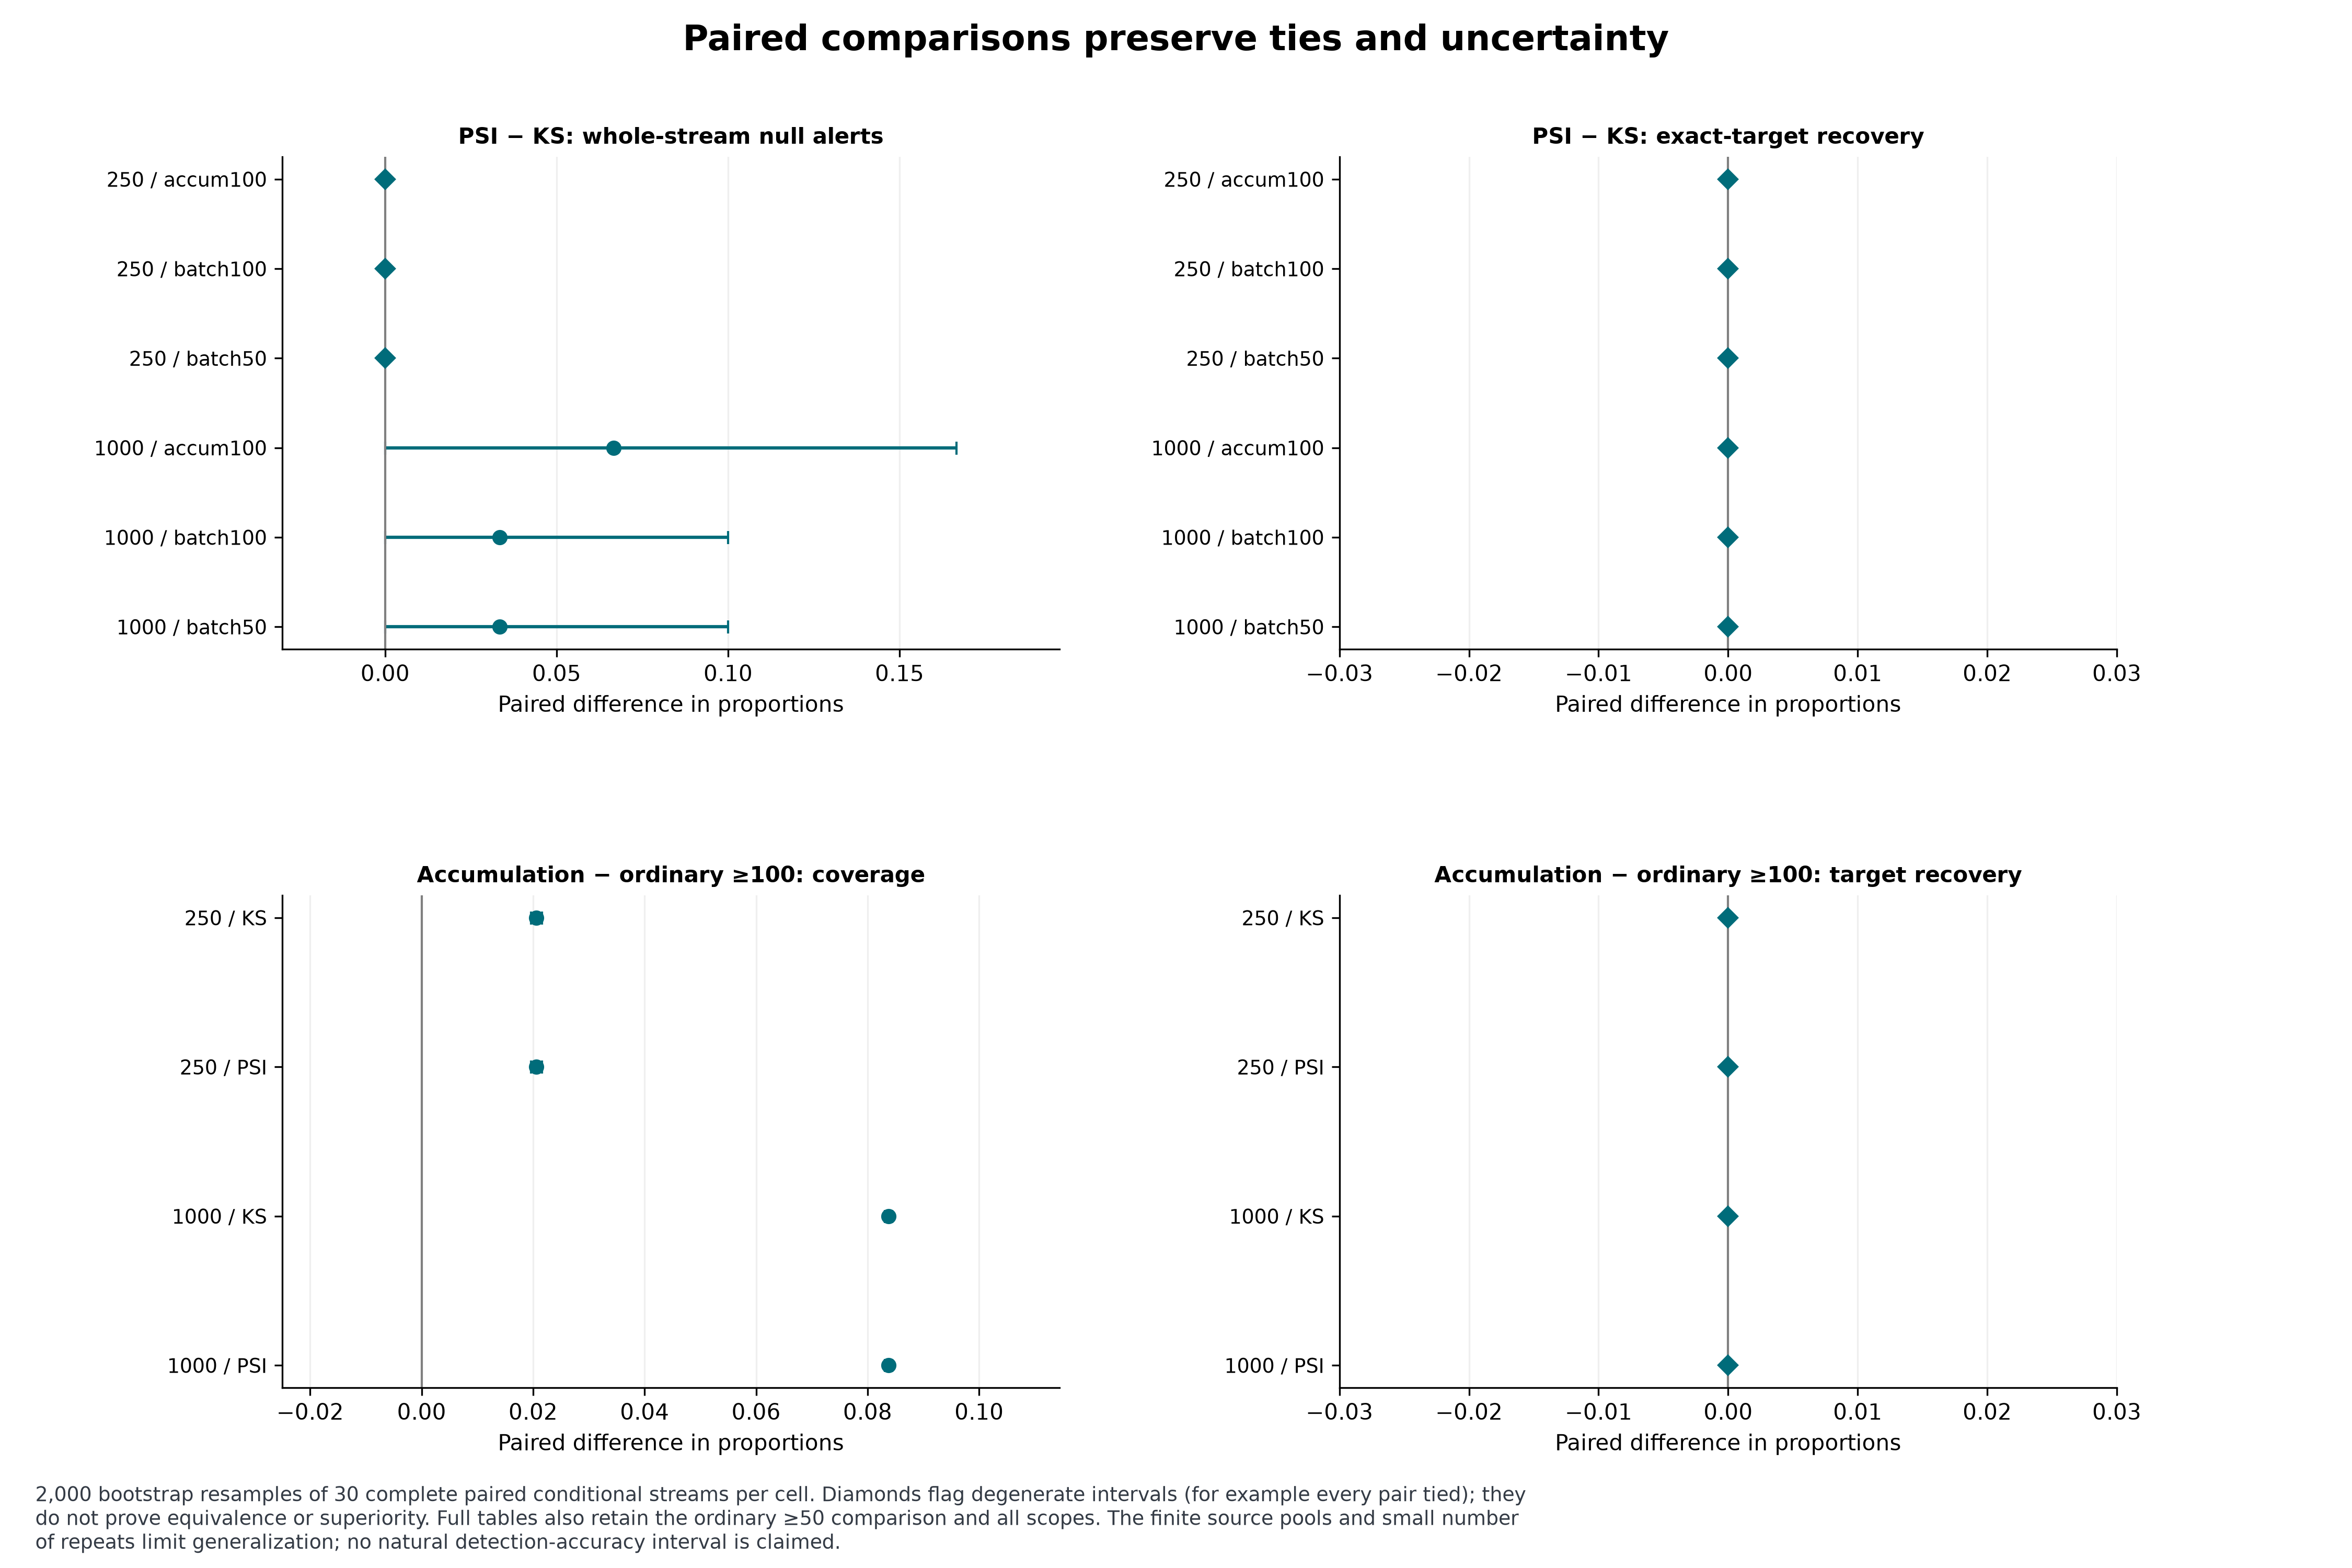 Paired comparisons preserve ties and uncertainty
PSI − KS: whole-stream null alerts
250 / accum100
250 / batch100
250 / batch50
1000 / accum100
1000 / batch100
1000 / batch50
0.00 0.05 0.10 0.15
Paired difference in proportions
PSI − KS: exact-target recovery
250 / accum100
250 / batch100
250 / batch50
1000 / accum100
1000 / batch100
1000 / batch50
−0.03 −0.02 −0.01 0.00 0.01 0.02 0.03
Paired difference in proportions
Accumulation − ordinary ≥100: coverage
250 / KS
250 / PSI
1000 / KS
1000 / PSI
−0.02 0.00 0.02 0.04 0.06 0.08 0.10
Paired difference in proportions
Accumulation − ordinary ≥100: target recovery
250 / KS
250 / PSI
1000 / KS
1000 / PSI
−0.03 −0.02 −0.01 0.00 0.01 0.02 0.03
Paired difference in proportions
2,000 bootstrap resamples of 30 complete paired conditional streams per cell. Diamonds flag degenerate intervals (for example every pair tied); they
do not prove equivalence or superiority. Full tables also retain the ordinary ≥50 comparison and all scopes. The finite source pools and small number
of repeats limit generalization; no natural detection-accuracy interval is claimed.